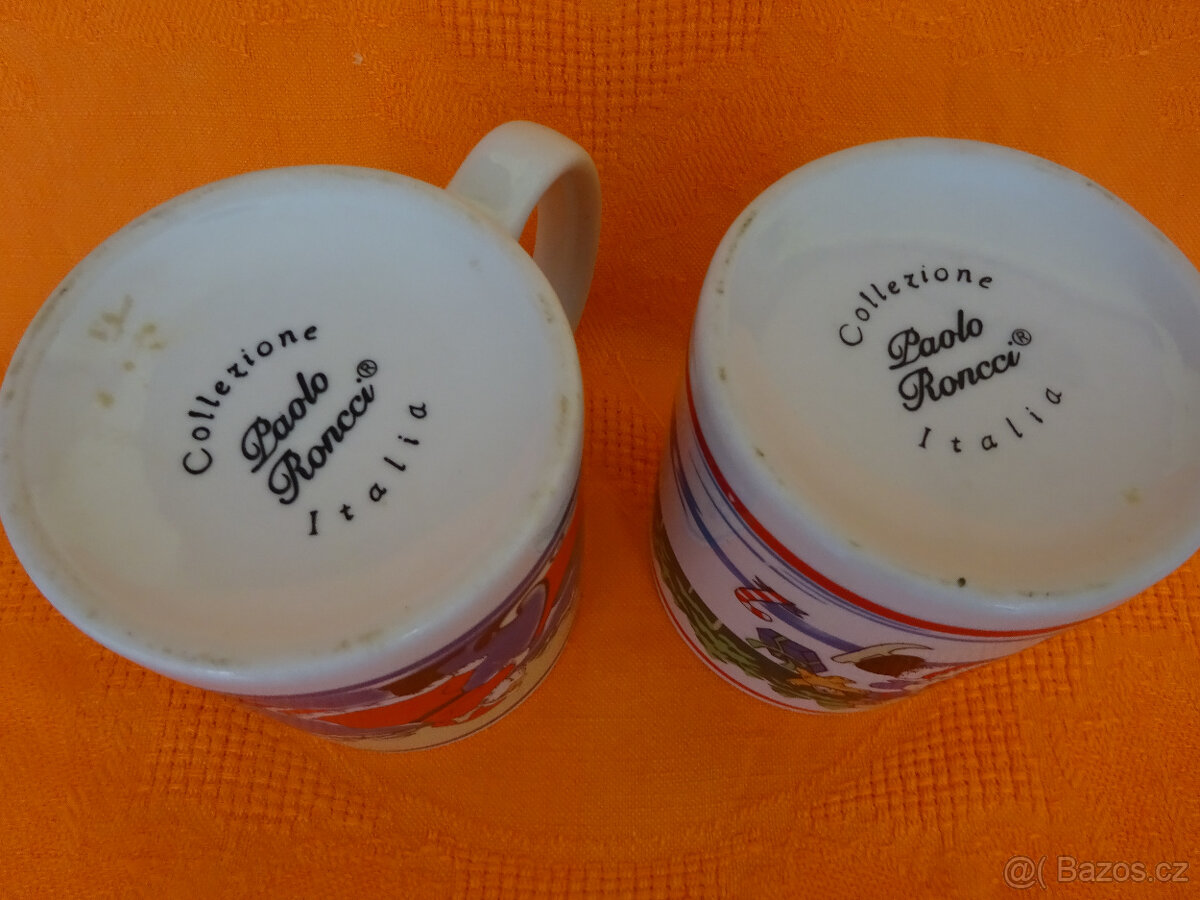 Collezione
Paolo
Roncci®
Italia
Collezione
Paolo
Roncci®
Italia
@( Bazos.cz